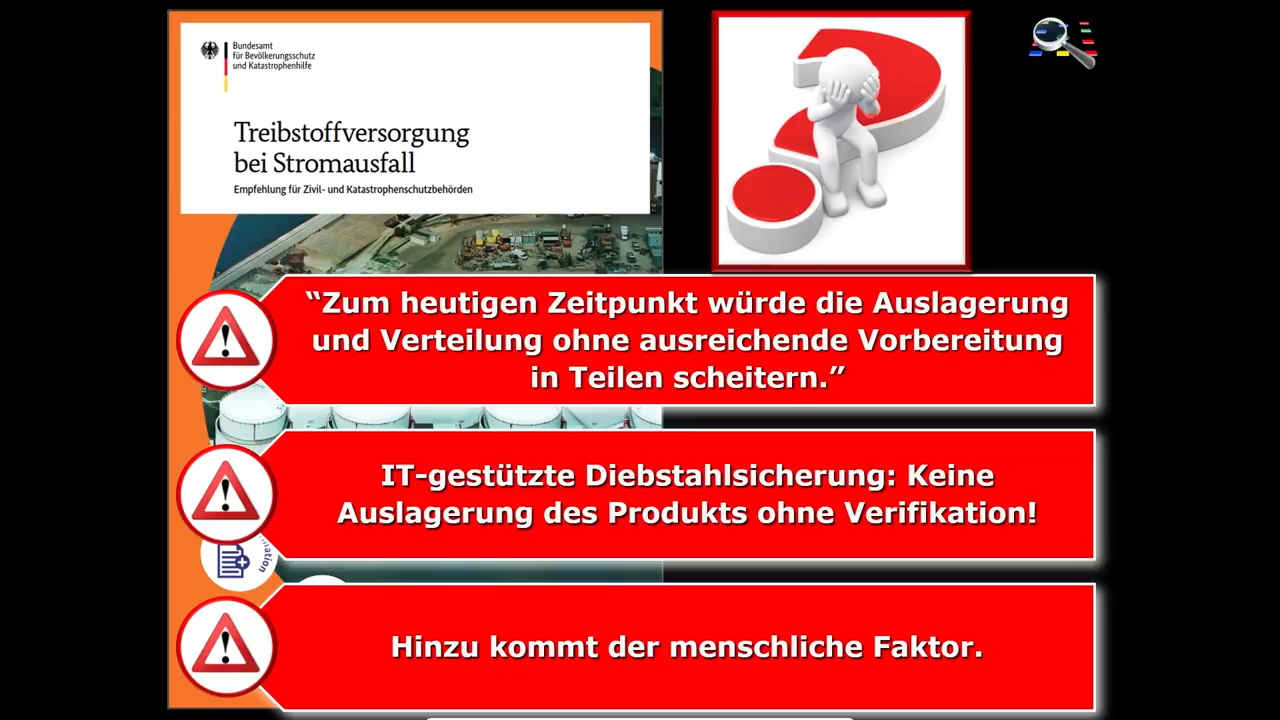 Bundesamt
für Bevölkerungsschutz
und Katastrophenhilfe
Treibstoffversorgung
bei Stromausfall
Empfehlung für Zivil- und Katastrophenschutzbehörden
“Zum heutigen Zeitpunkt würde die Auslagerung
und Verteilung ohne ausreichende Vorbereitung
in Teilen scheitern.”
IT-gestützte Diebstahlsicherung: Keine
Auslagerung des Produkts ohne Verifikation!
Hinzu kommt der menschliche Faktor.